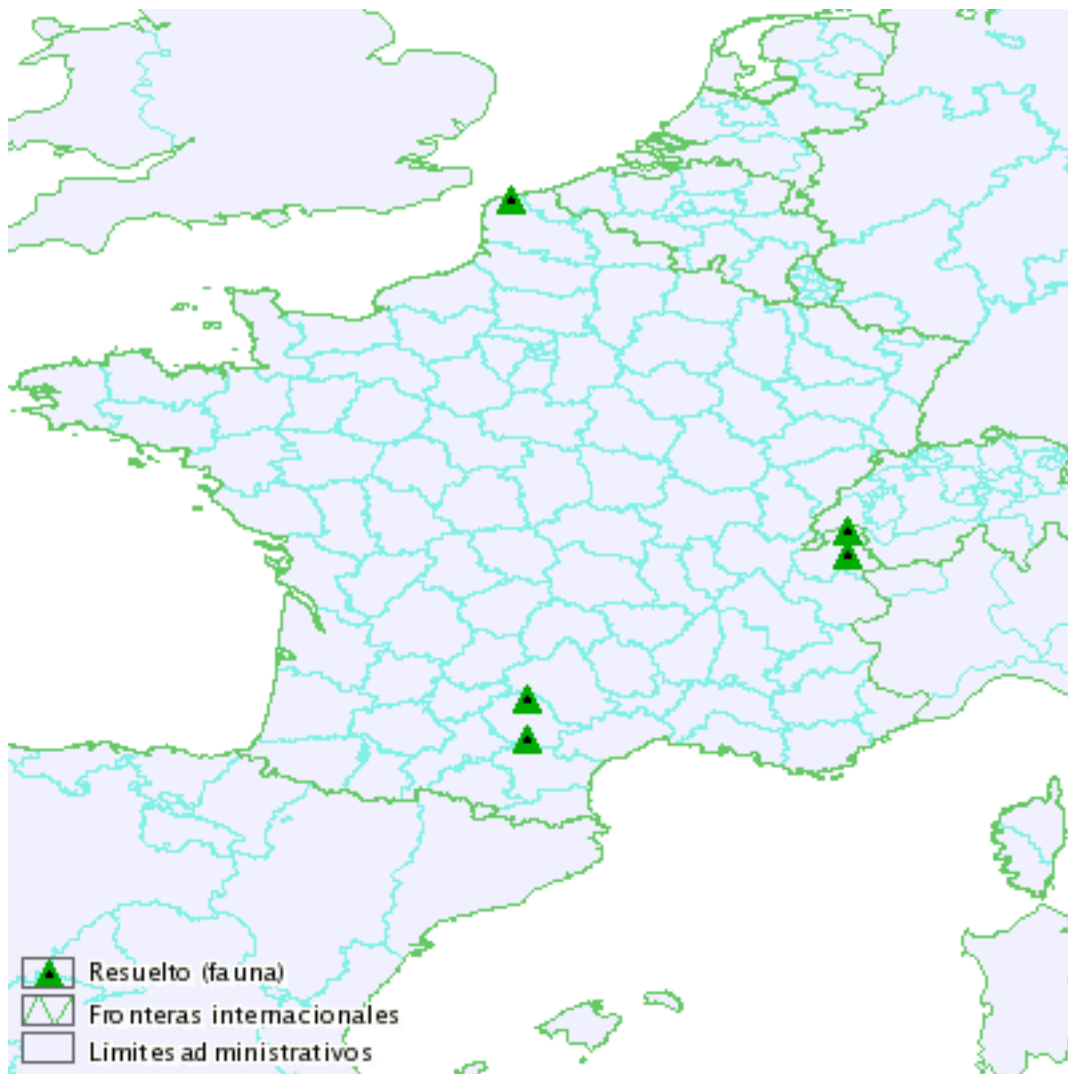 Resuelto (fauna)
Fronteras internacionales
Limites administrativos